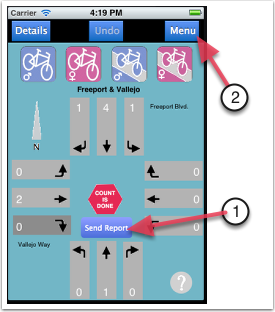 Carrier 4:19 PM
Details Undo Menu
2
Freeport & Vallejo
1 4 1 Freeport Blvd.
N
0 0
2 0
COUNT
IS
DONE
1
0
Send Report
Vallejo Way
0 1 0
?